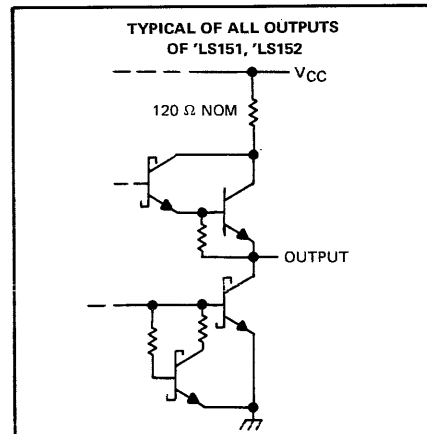 TYPICAL OF ALL OUTPUTS
OF 'LS151, 'LS152
VCC
120 Ω NOM
OUTPUT